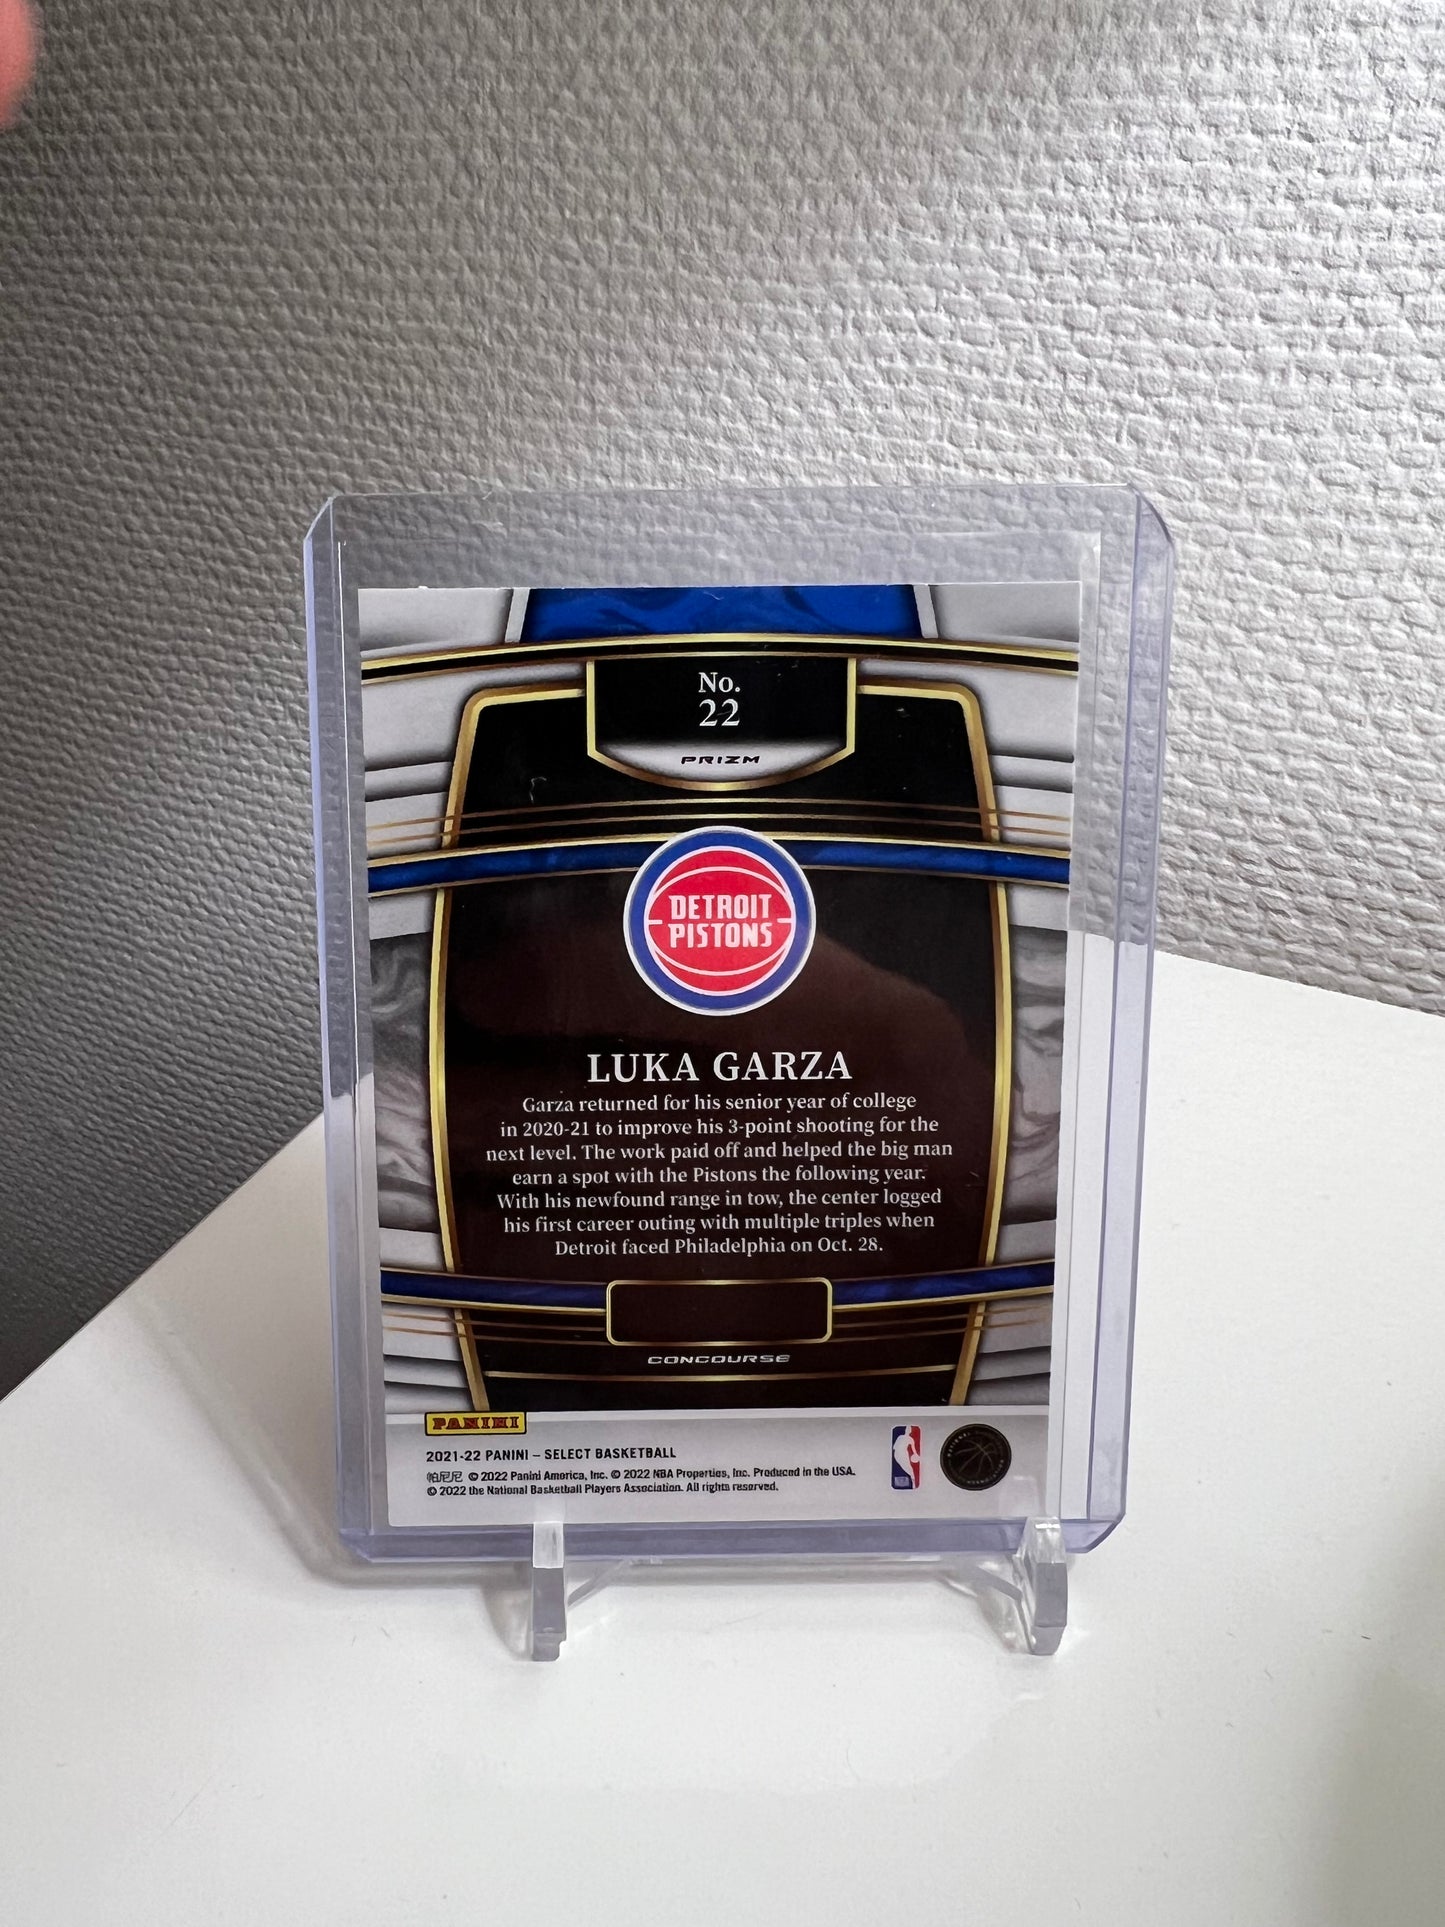 No.
22
PRIZM
DETROIT
PISTONS
LUKA GARZA
Garza returned for his senior year of college
in 2020-21 to improve his 3-point shooting for the
next level. The work paid off and helped the big man
earn a spot with the Pistons the following year.
With his newfound range in tow, the center logged
his first career outing with multiple triples when
Detroit faced Philadelphia on Oct. 28.
CONCOURSE
PANINI
2021-22 PANINI – SELECT BASKETBALL
帕尼尼 © 2022 Panini America, Inc. © 2022 NBA Properties, Inc. Produced in the USA.
© 2022 the National Basketball Players Association. All rights reserved.